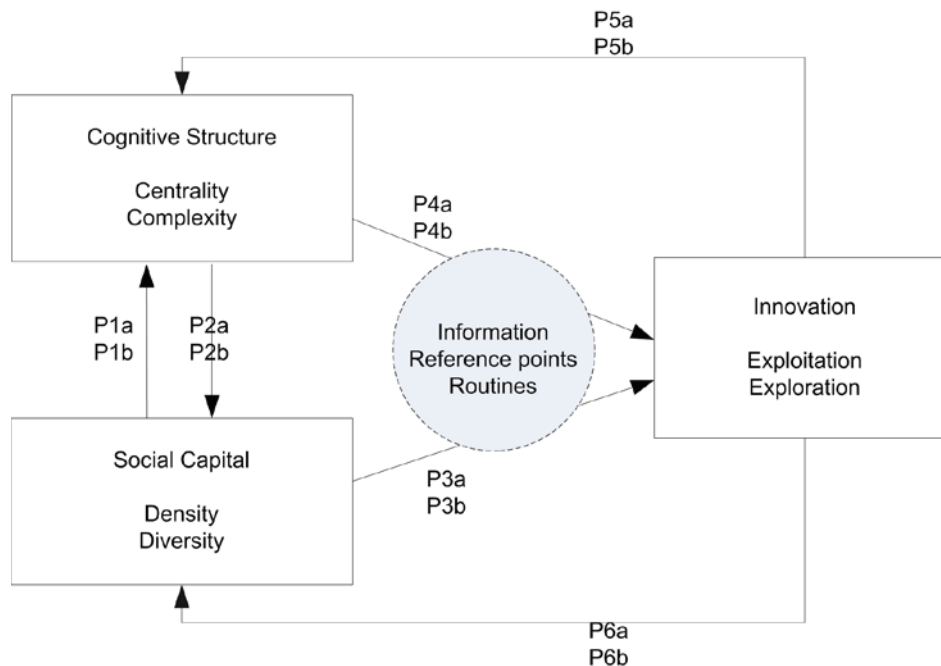 P5a
P5b
Cognitive Structure
Centrality
Complexity
P4a
P4b
P1a
P1b
P2a
P2b
Information
Reference points
Routines
Innovation
Exploitation
Exploration
Social Capital
Density
Diversity
P3a
P3b
P6a
P6b